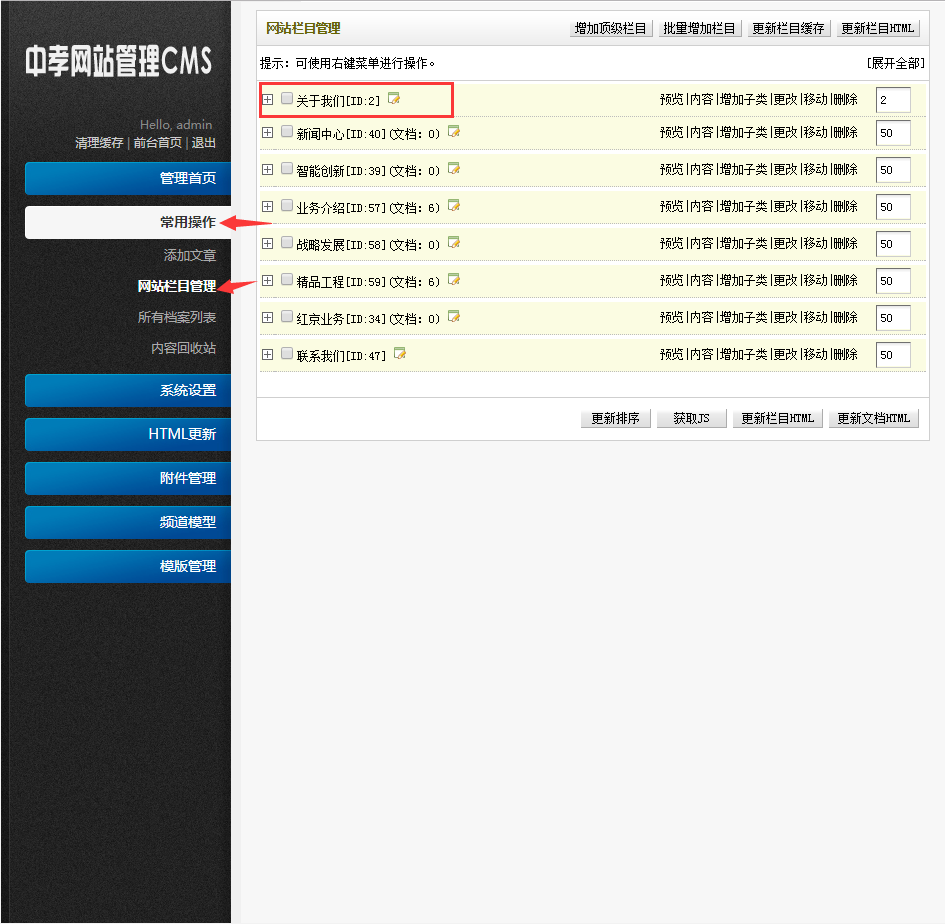 中孝网站管理CMS
Hello, admin
清理缓存 | 前台首页 | 退出
管理首页
常用操作
添加文章
网站栏目管理
所有档案列表
内容回收站
系统设置
HTML更新
附件管理
频道模型
模版管理
网站栏目管理 增加顶级栏目 批量增加栏目 更新栏目缓存 更新栏目HTML
提示：可使用右键菜单进行操作。 [展开全部]
关于我们[ID:2] 预览|内容|增加子类|更改|移动|删除 2
新闻中心[ID:40](文档：0) 预览|内容|增加子类|更改|移动|删除 50
智能创新[ID:39](文档：0) 预览|内容|增加子类|更改|移动|删除 50
业务介绍[ID:57](文档：6) 预览|内容|增加子类|更改|移动|删除 50
战略发展[ID:58](文档：0) 预览|内容|增加子类|更改|移动|删除 50
精品工程[ID:59](文档：6) 预览|内容|增加子类|更改|移动|删除 50
红京业务[ID:34](文档：0) 预览|内容|增加子类|更改|移动|删除 50
联系我们[ID:47] 预览|内容|增加子类|更改|移动|删除 50
更新排序 获取JS 更新栏目HTML 更新文档HTML